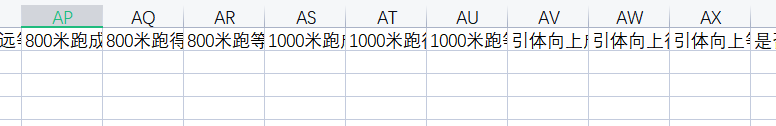 AP AQ AR AS AT AU AV AW AX
远 800米跑成 800米跑得 800米跑等 1000米跑 1000米跑 1000米跑 引体向上 引体向上 引体向上 是